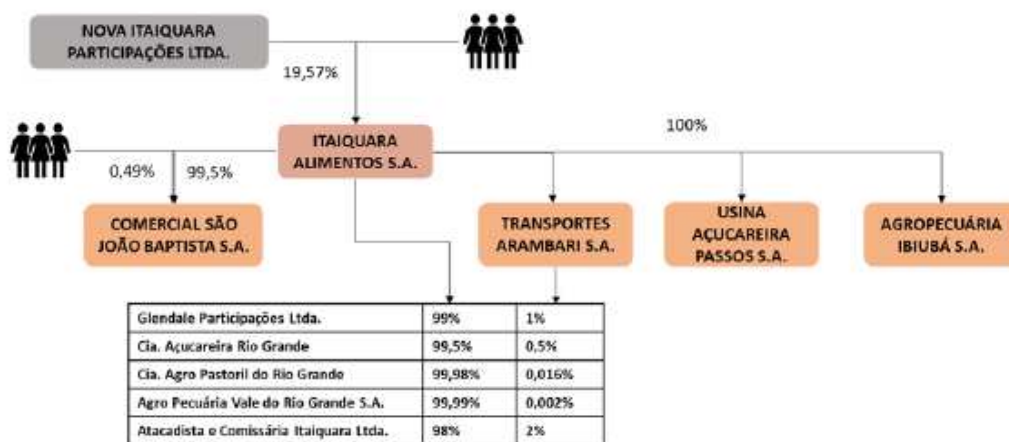 NOVA ITAIQUARA
PARTICIPAÇÕES LTDA.
19,57%
ITAIQUARA
ALIMENTOS S.A.
100%
0,49%
99,5%
COMERCIAL SÃO
JOÃO BAPTISTA S.A.
TRANSPORTES
ARAMBARI S.A.
USINA
AÇUCAREIRA
PASSOS S.A.
AGROPECUÁRIA
IBIUBÁ S.A.
Glendale Participações Ltda. 99% 1%
Cia. Açucareira Rio Grande 99,5% 0,5%
Cia. Agro Pastoril do Rio Grande 99,98% 0,016%
Agro Pecuária Vale do Rio Grande S.A. 99,99% 0,002%
Atacadista e Comissária Itaiquara Ltda. 98% 2%